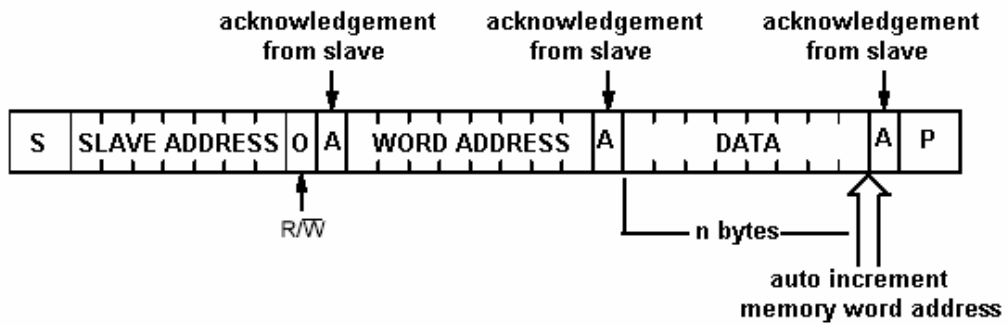 acknowledgement acknowledgement acknowledgement
from slave from slave from slave
S SLAVE ADDRESS 0 A WORD ADDRESS A DATA A P
R/W̅
n bytes
auto increment
memory word address